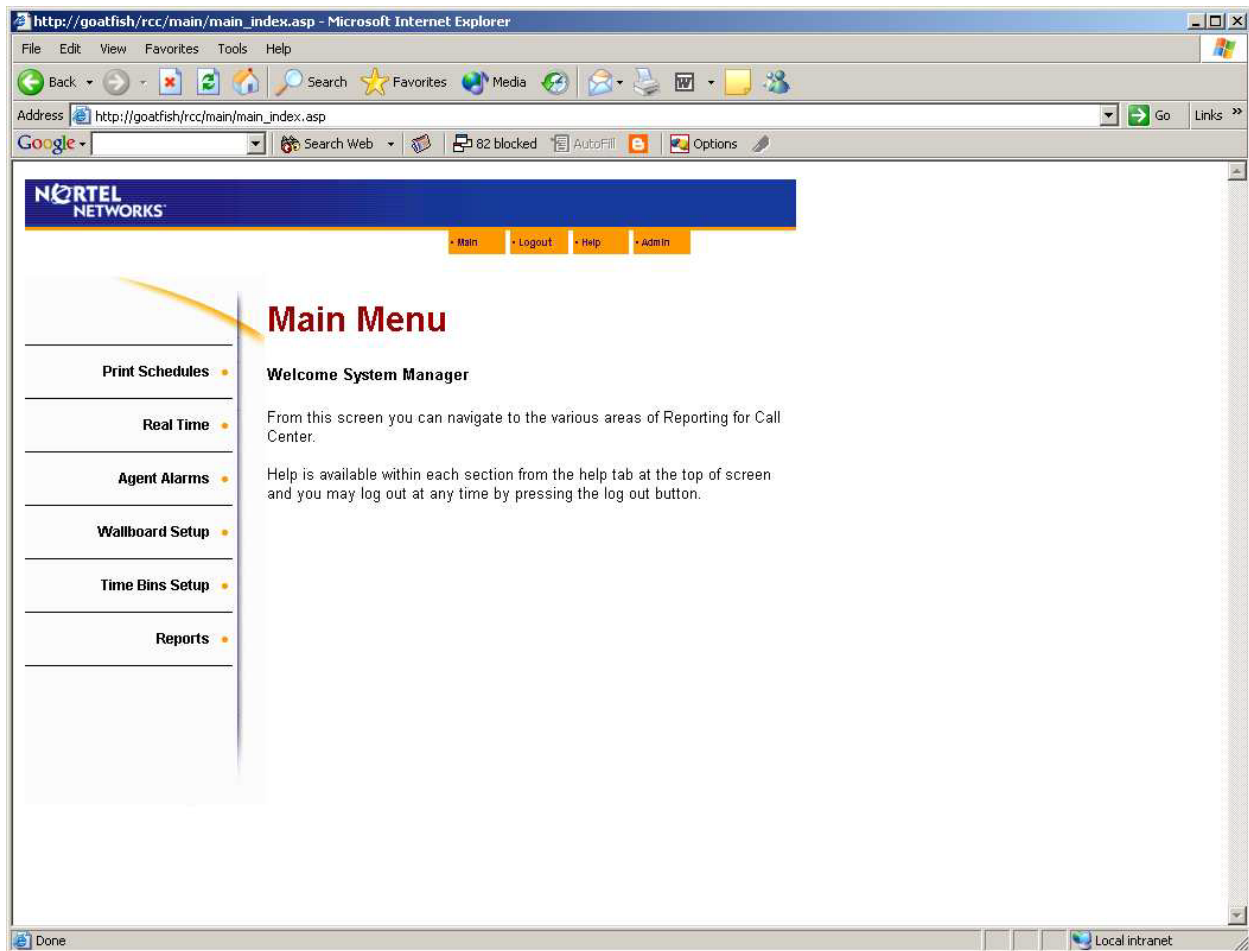 http://goatfish/rcc/main/main_index.asp - Microsoft Internet Explorer
File Edit View Favorites Tools Help
Back Search Favorites Media
Address http://goatfish/rcc/main/main_index.asp Go Links »
Google Search Web 82 blocked AutoFill Options
NORTEL
NETWORKS
Main Logout Help Admin
Main Menu
Print Schedules
Welcome System Manager
Real Time
From this screen you can navigate to the various areas of Reporting for Call
Center.
Agent Alarms
Help is available within each section from the help tab at the top of screen
and you may log out at any time by pressing the log out button.
Wallboard Setup
Time Bins Setup
Reports
Done Local intranet